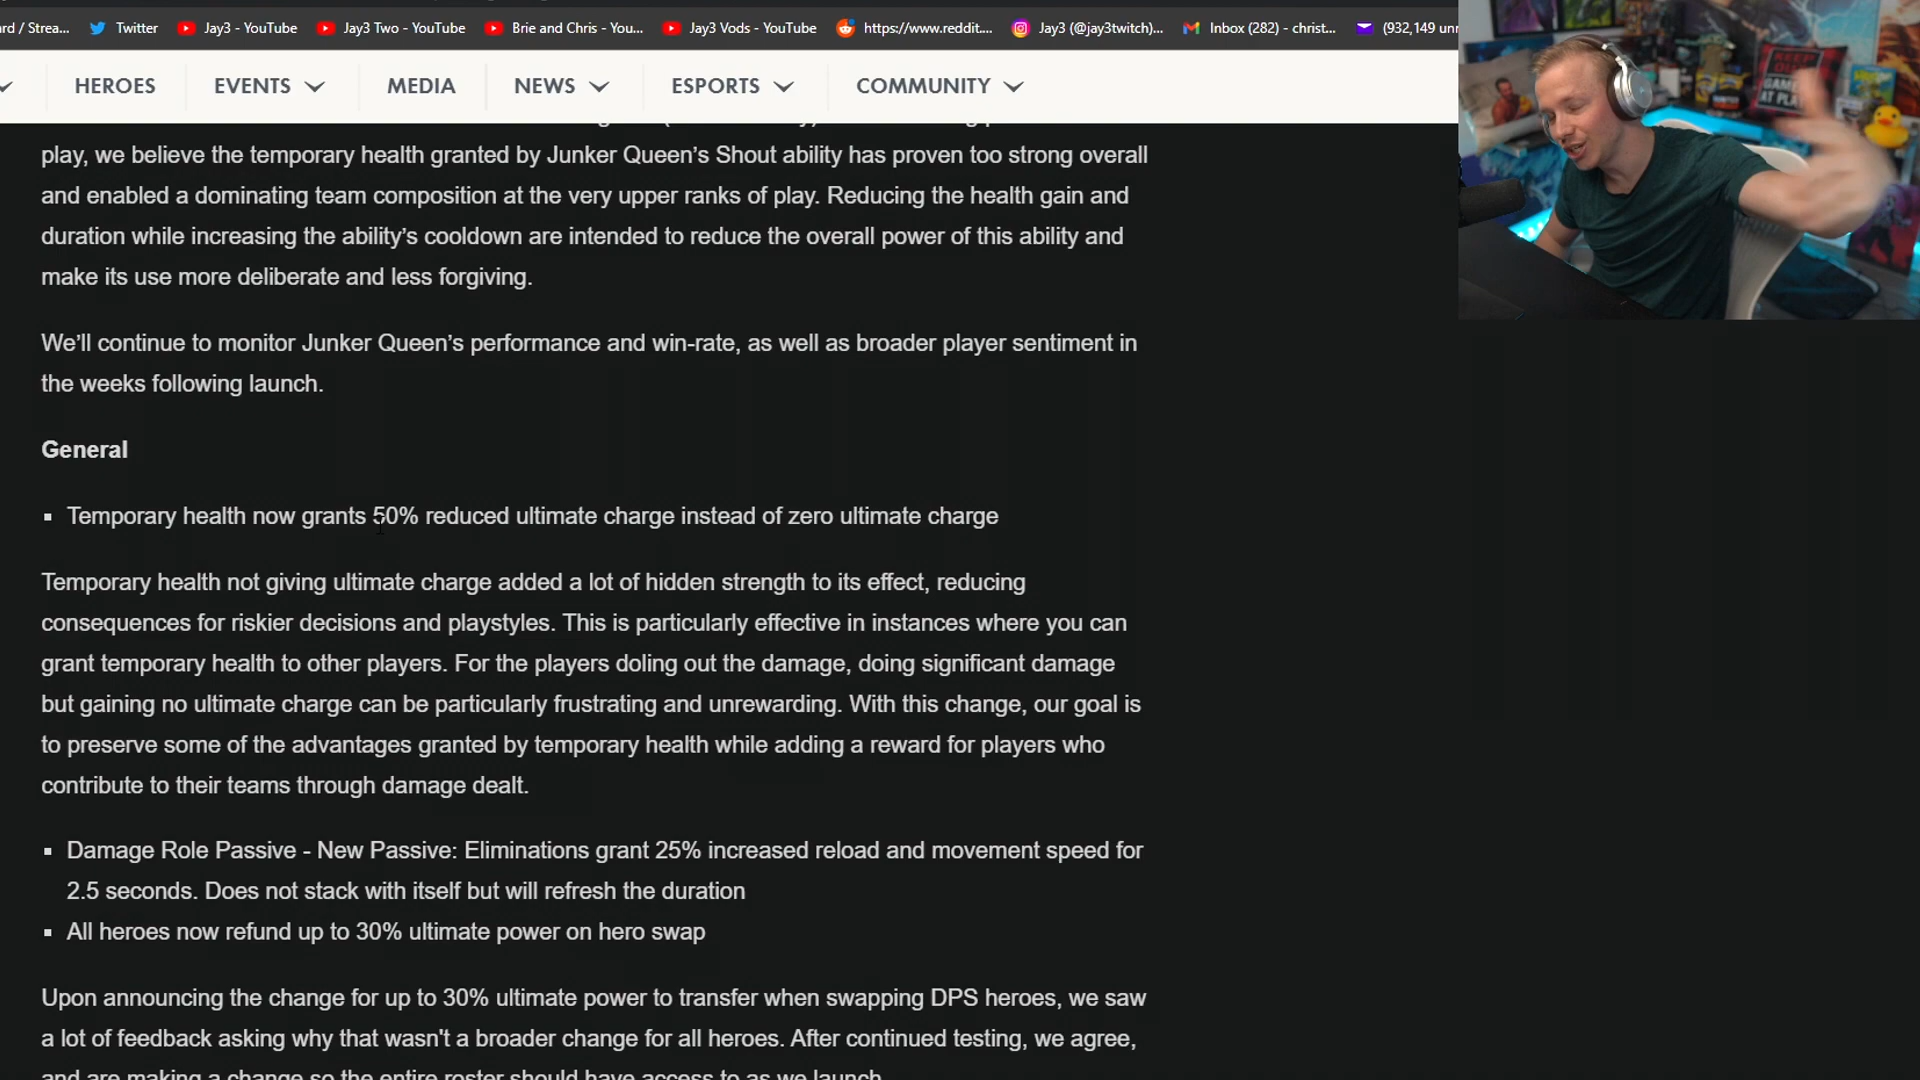 rd / Strea... Twitter Jay3 - YouTube Jay3 Two - YouTube Brie and Chris - You... Jay3 Vods - YouTube https://www.reddit.... Jay3 (@jay3twitch)... Inbox (282) - christ... (932,149 unr
HEROES EVENTS MEDIA NEWS ESPORTS COMMUNITY
play, we believe the temporary health granted by Junker Queen’s Shout ability has proven too strong overall
and enabled a dominating team composition at the very upper ranks of play. Reducing the health gain and
duration while increasing the ability’s cooldown are intended to reduce the overall power of this ability and
make its use more deliberate and less forgiving.
We’ll continue to monitor Junker Queen’s performance and win-rate, as well as broader player sentiment in
the weeks following launch.
General
Temporary health now grants 50% reduced ultimate charge instead of zero ultimate charge
Temporary health not giving ultimate charge added a lot of hidden strength to its effect, reducing
consequences for riskier decisions and playstyles. This is particularly effective in instances where you can
grant temporary health to other players. For the players doling out the damage, doing significant damage
but gaining no ultimate charge can be particularly frustrating and unrewarding. With this change, our goal is
to preserve some of the advantages granted by temporary health while adding a reward for players who
contribute to their teams through damage dealt.
Damage Role Passive - New Passive: Eliminations grant 25% increased reload and movement speed for
2.5 seconds. Does not stack with itself but will refresh the duration
All heroes now refund up to 30% ultimate power on hero swap
Upon announcing the change for up to 30% ultimate power to transfer when swapping DPS heroes, we saw
a lot of feedback asking why that wasn't a broader change for all heroes. After continued testing, we agree,
and are making a change so the entire roster should have access to as we launch
KEEP OUT
GAMER
AT PLAY